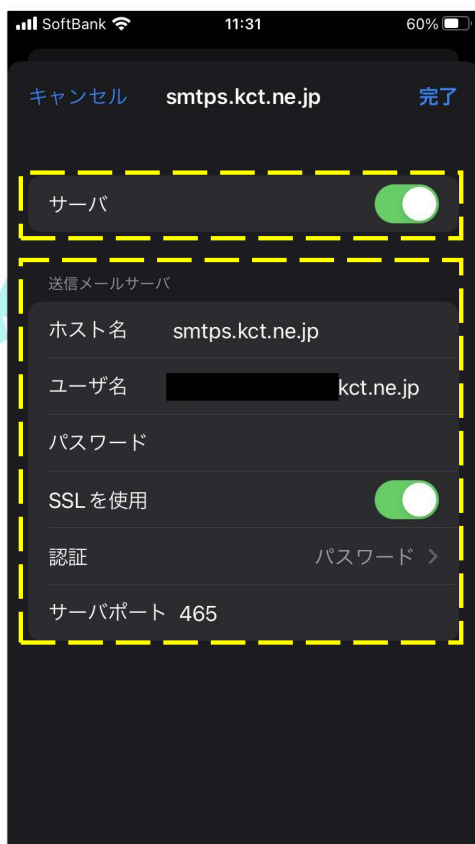 SoftBank 11:31 60%
キャンセル smtps.kct.ne.jp 完了
サーバ
送信メールサーバ
ホスト名 smtps.kct.ne.jp
ユーザ名 kct.ne.jp
パスワード
SSLを使用
認証 パスワード >
サーバポート 465